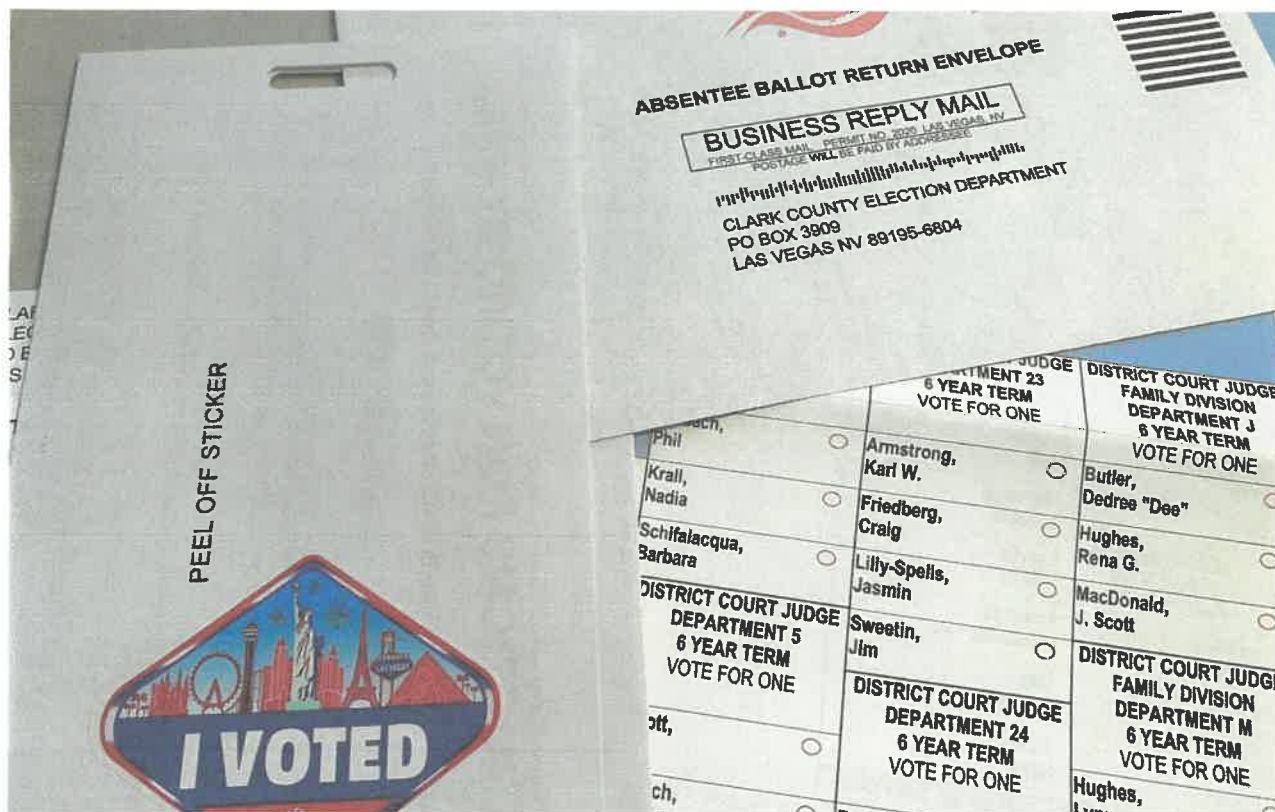 ABSENTEE BALLOT RETURN ENVELOPE
BUSINESS REPLY MAIL
FIRST-CLASS MAIL PERMIT NO. 2020 LAS VEGAS, NV
POSTAGE WILL BE PAID BY ADDRESSEE
CLARK COUNTY ELECTION DEPARTMENT
PO BOX 3909
LAS VEGAS NV 89195-6804
PEEL OFF STICKER
I VOTED
Phil
Krall,
Nadia
Schifalacqua,
Barbara
DISTRICT COURT JUDGE
DEPARTMENT 5
6 YEAR TERM
VOTE FOR ONE
JUDGE
23
6 YEAR TERM
VOTE FOR ONE
Armstrong,
Karl W.
Friedberg,
Craig
Lilly-Spells,
Jasmin
Sweetin,
Jim
DISTRICT COURT JUDGE
DEPARTMENT 24
6 YEAR TERM
VOTE FOR ONE
DISTRICT COURT JUDGE
FAMILY DIVISION
DEPARTMENT J
6 YEAR TERM
VOTE FOR ONE
Butler,
Dedree "Dee"
Hughes,
Rena G.
MacDonald,
J. Scott
DISTRICT COURT JUDGE
FAMILY DIVISION
DEPARTMENT M
6 YEAR TERM
VOTE FOR ONE
Hughes,